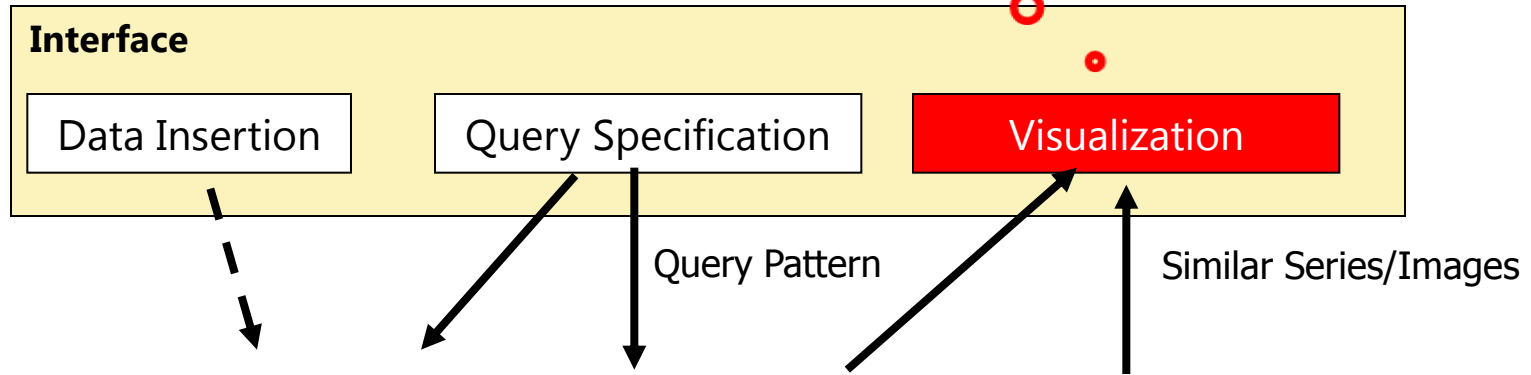 Interface
Data Insertion
Query Specification
Visualization
Query Pattern
Similar Series/Images